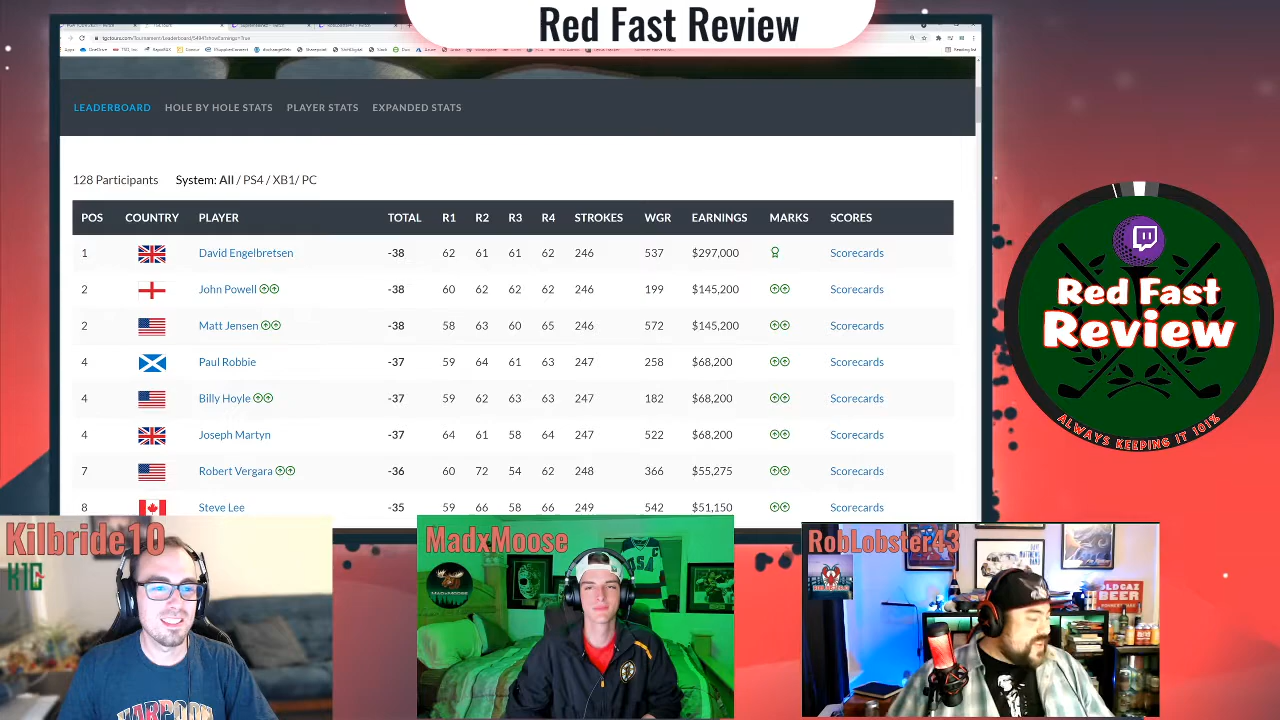 Red Fast Review
LEADERBOARD HOLE BY HOLE STATS PLAYER STATS EXPANDED STATS
128 Participants System: All / PS4 / XB1/ PC
POS COUNTRY PLAYER TOTAL R1 R2 R3 R4 STROKES WGR EARNINGS MARKS SCORES
1 David Engelbretsen -38 62 61 61 62 246 537 $297,000 Scorecards
2 John Powell -38 60 62 62 62 246 199 $145,200 Scorecards
2 Matt Jensen -38 58 63 60 65 246 572 $145,200 Scorecards
4 Paul Robbie -37 59 64 61 63 247 258 $68,200 Scorecards
4 Billy Hoyle -37 59 62 63 63 247 182 $68,200 Scorecards
4 Joseph Martyn -37 64 61 58 64 247 522 $68,200 Scorecards
7 Robert Vergara -36 60 72 54 62 248 366 $55,275 Scorecards
8 Steve Lee -35 59 66 58 66 249 542 $51,150 Scorecards
Red Fast
Review
ALWAYS KEEPING IT 101%
Kilbride10
K10
HARPOON
MadxMoose
RobLobster43
BEER